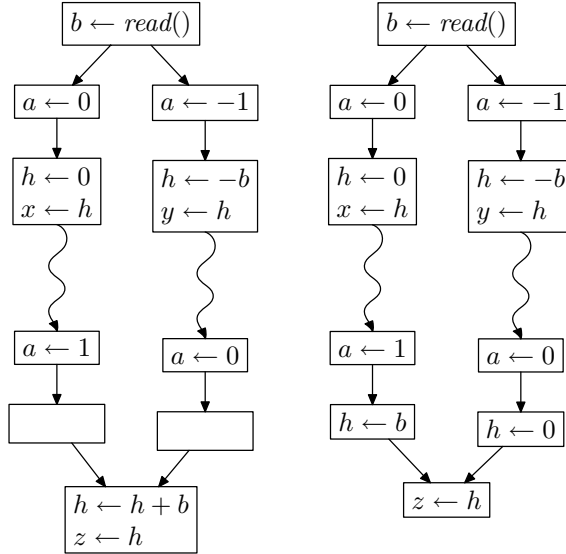 b ← read()
a ← 0
a ← −1
h ← 0
x ← h
h ← −b
y ← h
a ← 1
a ← 0
h ← h + b
z ← h
b ← read()
a ← 0
a ← −1
h ← 0
x ← h
h ← −b
y ← h
a ← 1
a ← 0
h ← b
h ← 0
z ← h